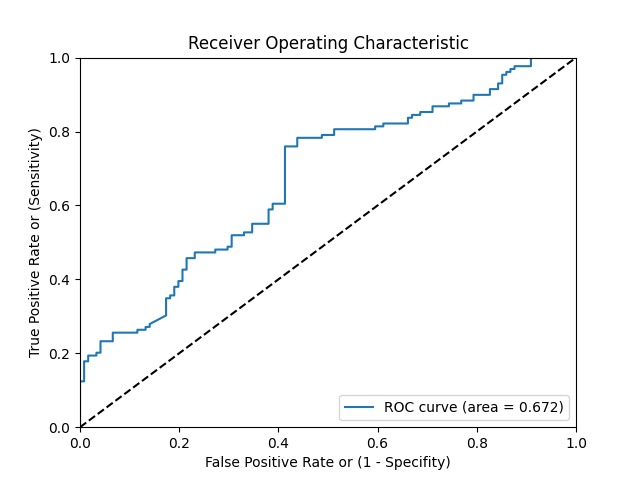 Receiver Operating Characteristic
1.0
0.8
0.6
0.4
0.2
0.0
True Positive Rate or (Sensitivity)
ROC curve (area = 0.672)
0.0 0.2 0.4 0.6 0.8 1.0
False Positive Rate or (1 - Specifity)